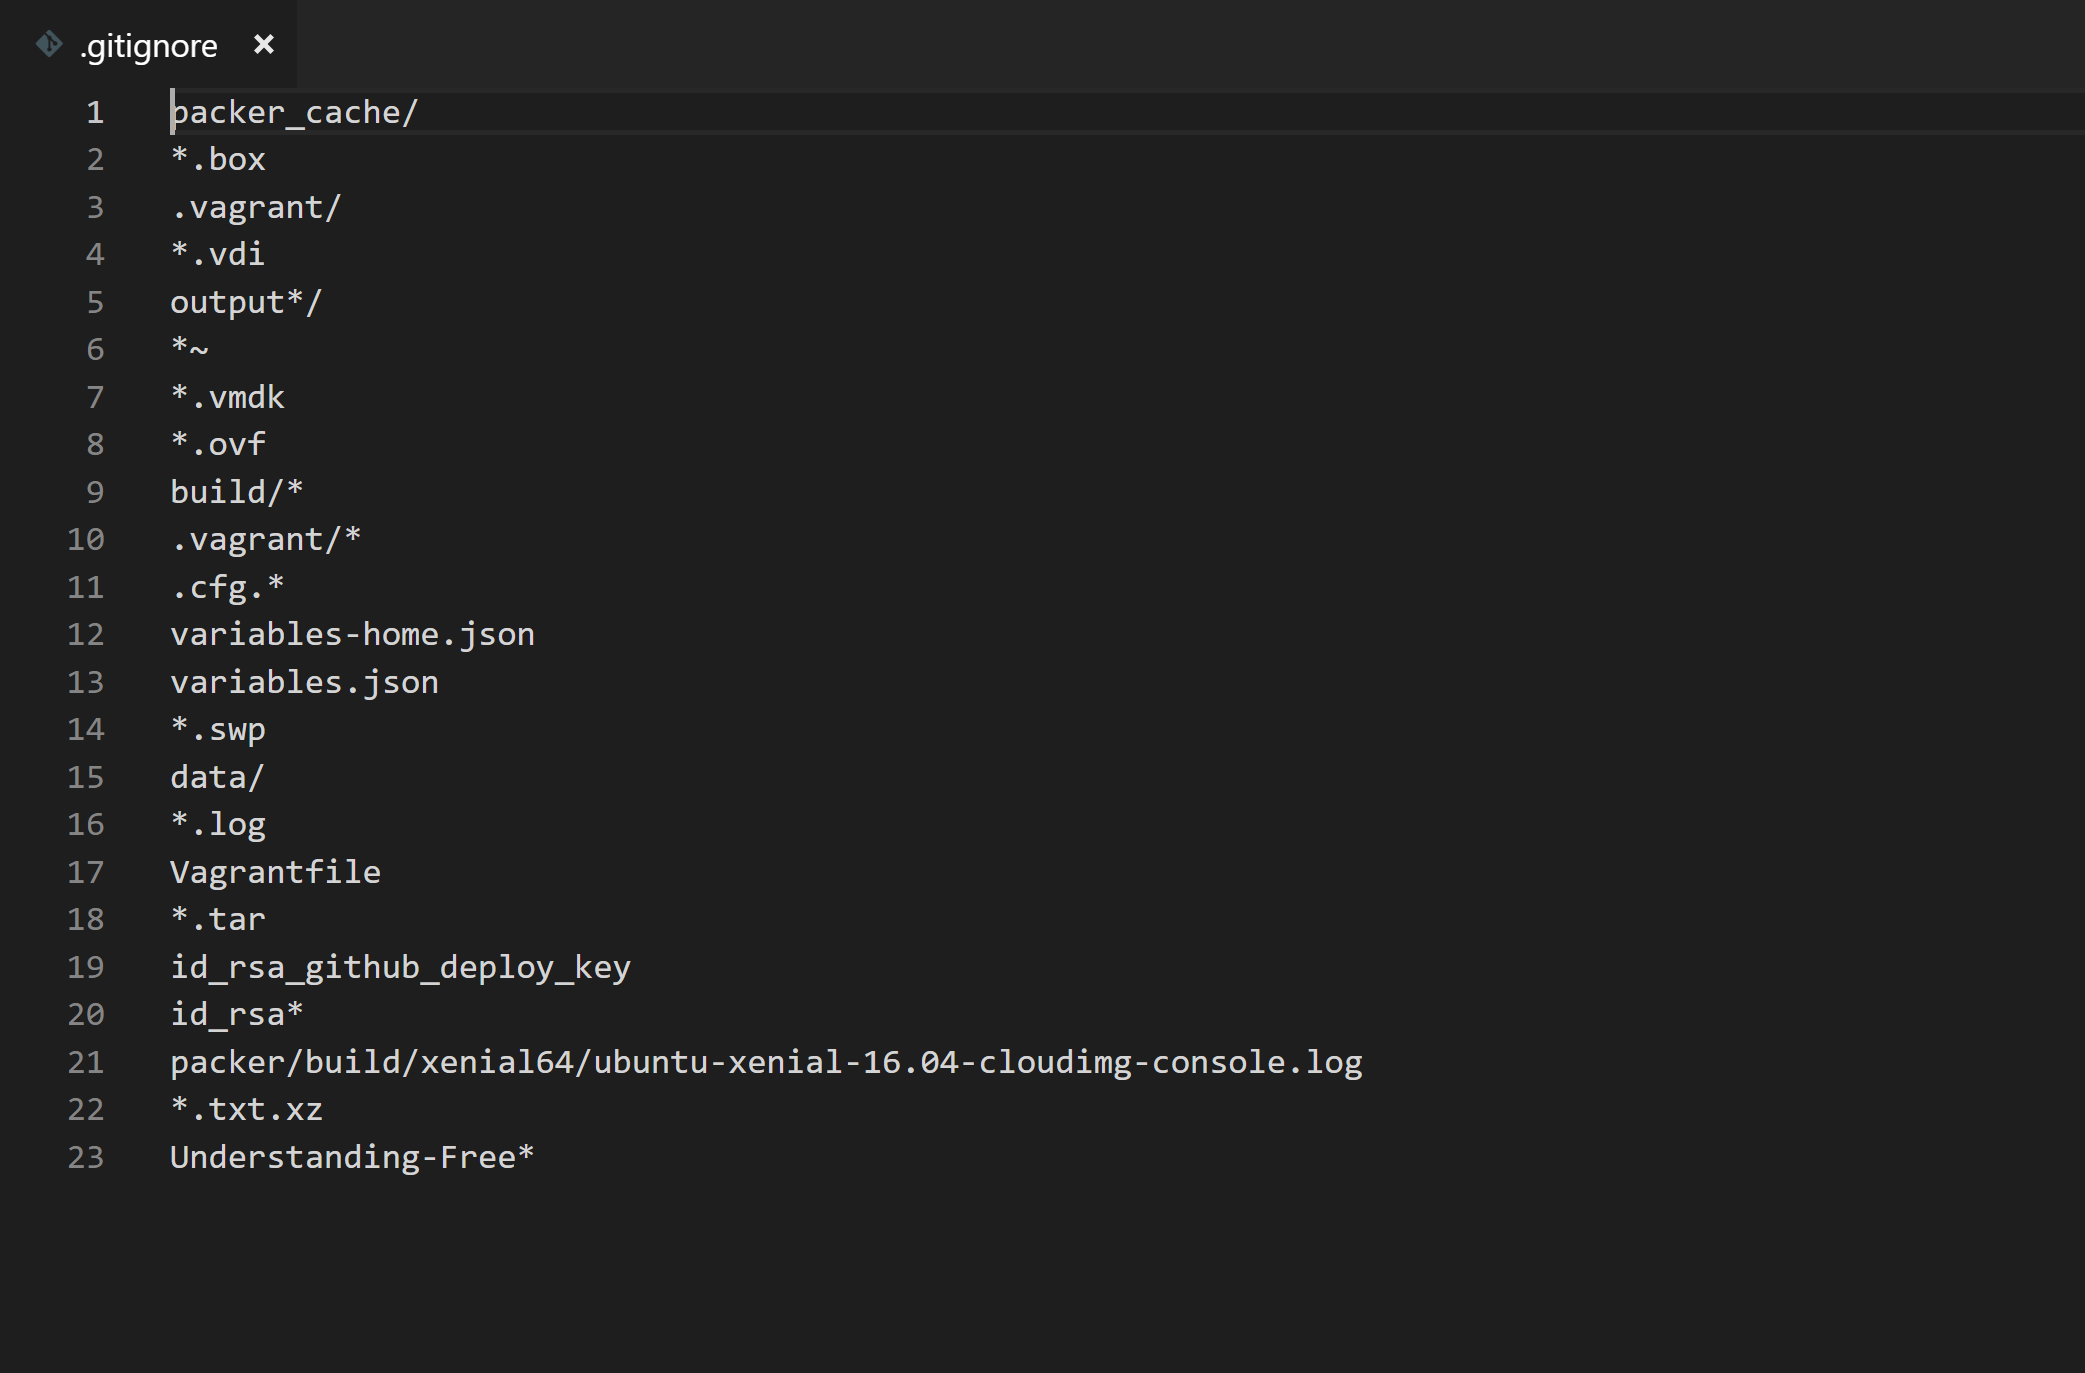 .gitignore ×
1 packer_cache/
2 *.box
3 .vagrant/
4 *.vdi
5 output*/
6 *~
7 *.vmdk
8 *.ovf
9 build/*
10 .vagrant/*
11 .cfg.*
12 variables-home.json
13 variables.json
14 *.swp
15 data/
16 *.log
17 Vagrantfile
18 *.tar
19 id_rsa_github_deploy_key
20 id_rsa*
21 packer/build/xenial64/ubuntu-xenial-16.04-cloudimg-console.log
22 *.txt.xz
23 Understanding-Free*